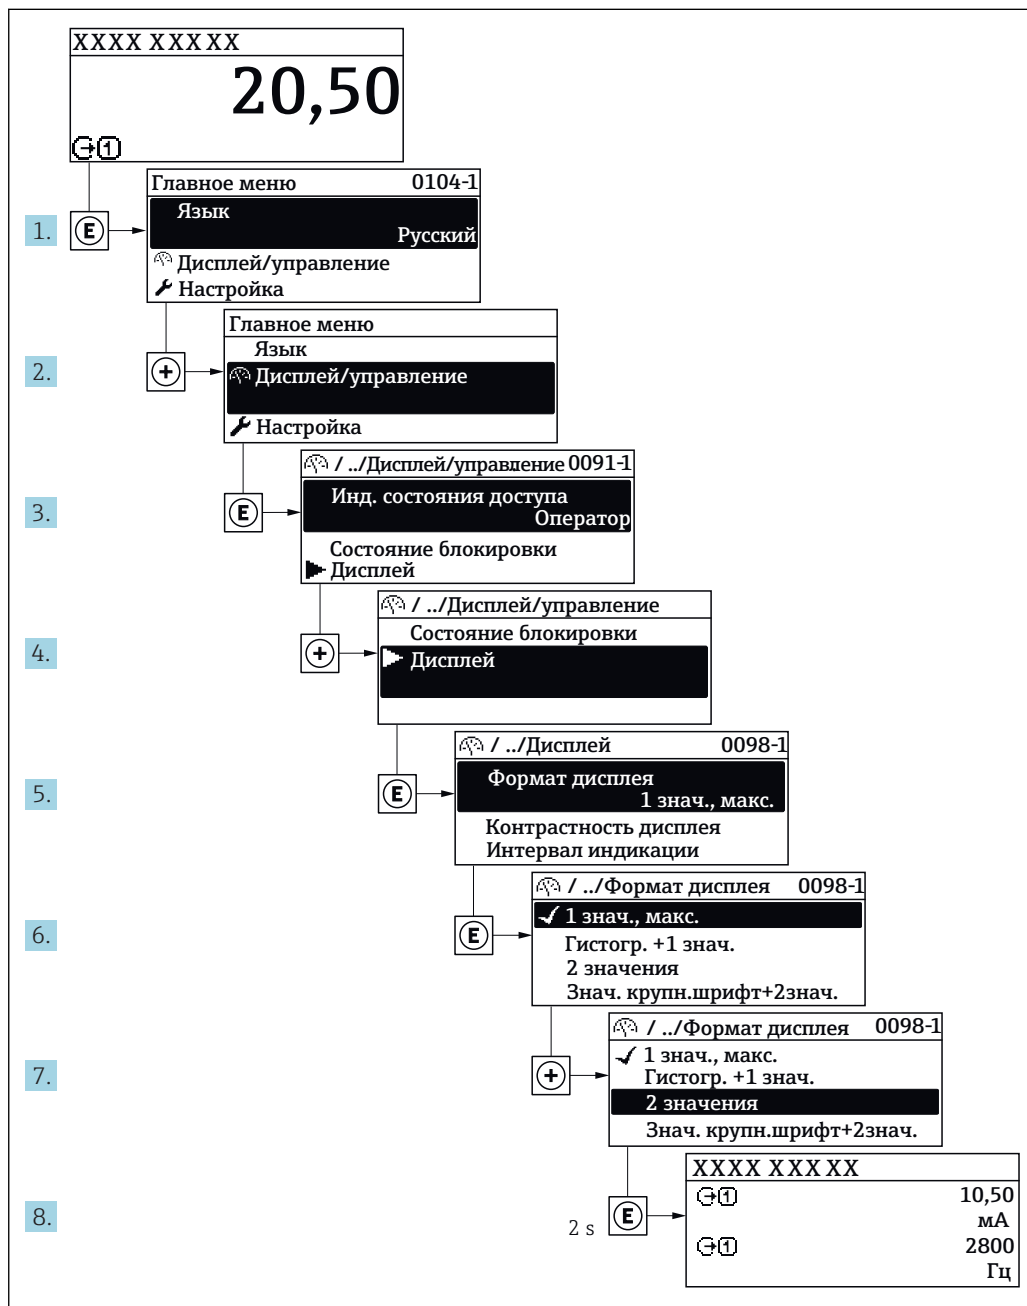 XXXX XXX XX
20,50
1
Главное меню 0104-1
Язык
Русский
1. E
Дисплей/управление
Настройка
Главное меню
Язык
2. + Дисплей/управление
Настройка
/ ../Дисплей/управление 0091-1
Инд. состояния доступа
3. E Оператор
Состояние блокировки
Дисплей
/ ../Дисплей/управление
Состояние блокировки
4. + Дисплей
/ ../Дисплей 0098-1
Формат дисплея
5. E 1 знач., макс.
Контрастность дисплея
Интервал индикации
/ ../Формат дисплея 0098-1
1 знач., макс.
6. E
Гистогр. +1 знач.
2 значения
Знач. крупн.шрифт+2знач.
/ ../Формат дисплея 0098-1
1 знач., макс.
7. + Гистогр. +1 знач.
2 значения
Знач. крупн.шрифт+2знач.
XXXX XXX XX
1 10,50
8. 2 s E мА
1 2800
Гц